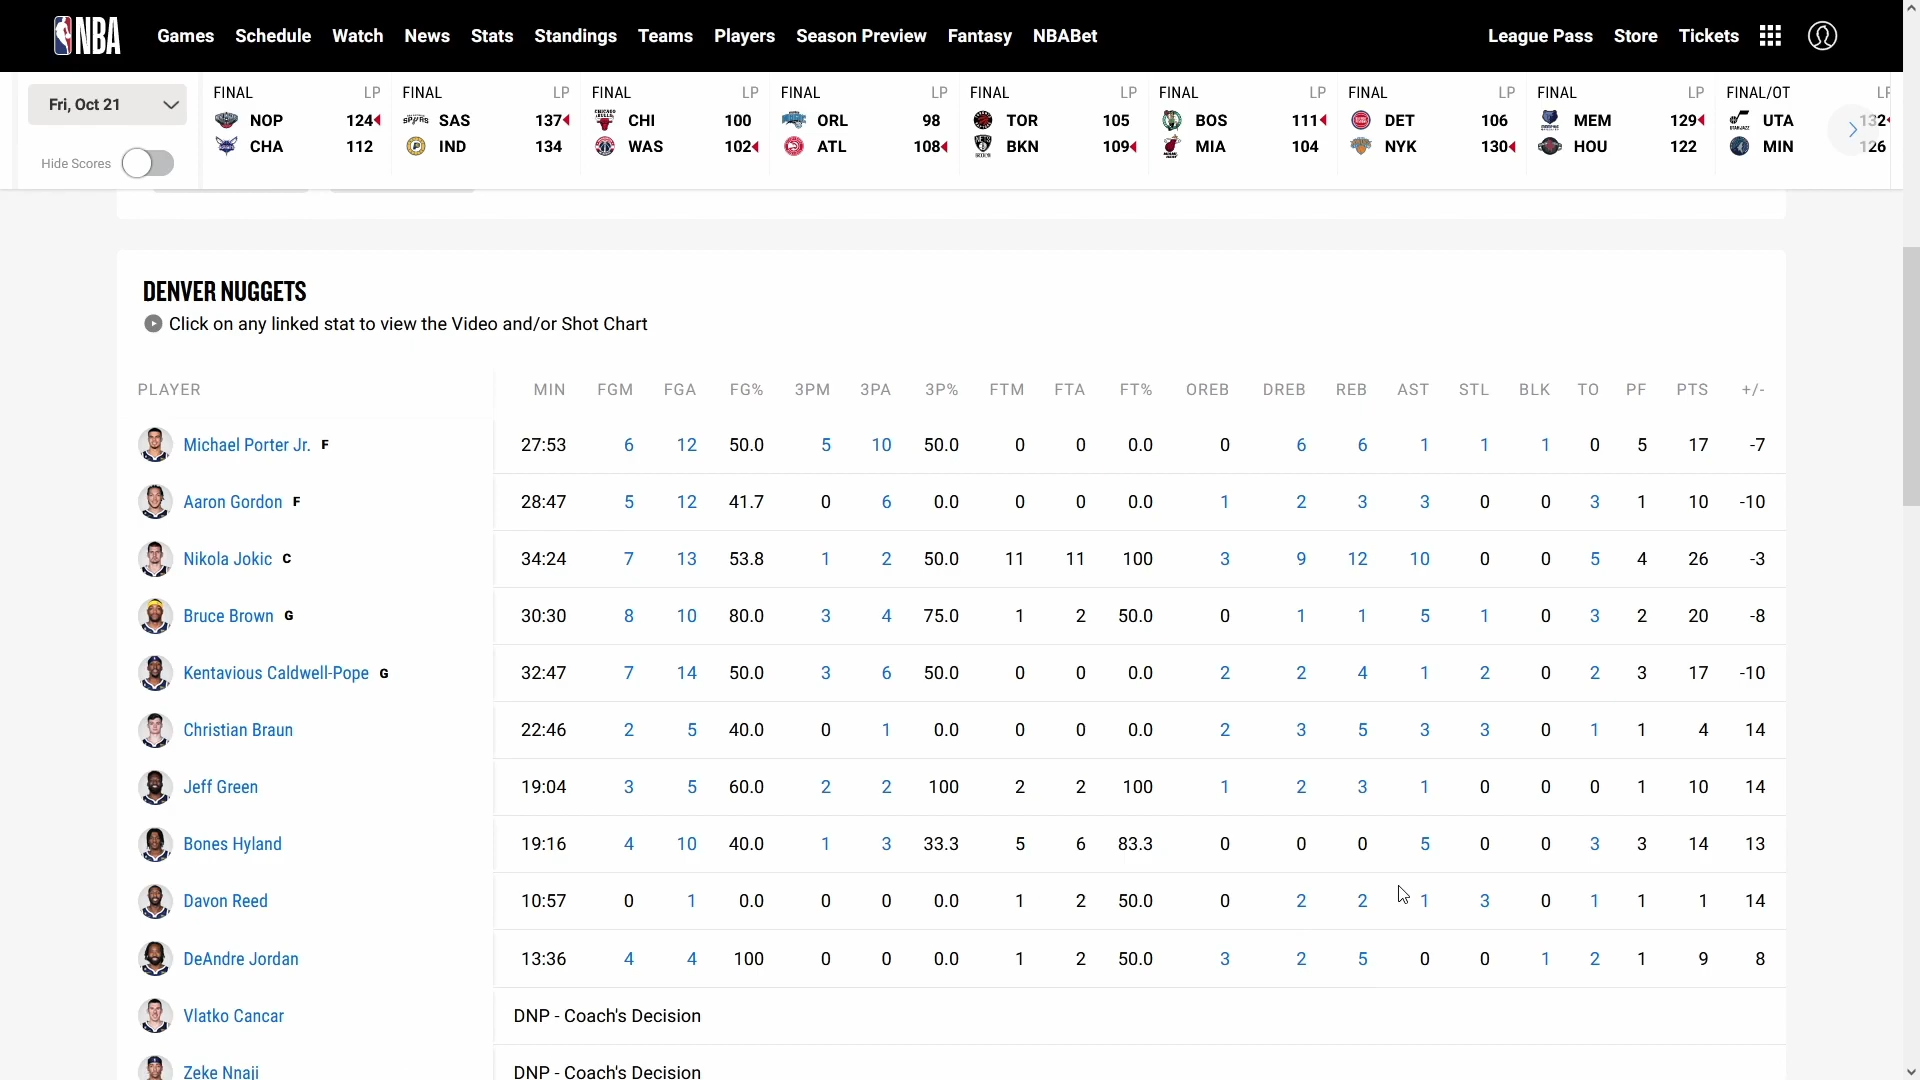 NBA Games Schedule Watch News Stats Standings Teams Players Season Preview Fantasy NBABet League Pass Store Tickets
Fri, Oct 21
Hide Scores
FINAL LP
NOP 124
CHA 112
FINAL LP
SAS 137
IND 134
FINAL LP
CHI 100
WAS 102
FINAL LP
ORL 98
ATL 108
FINAL LP
TOR 105
BKN 109
FINAL LP
BOS 111
MIA 104
FINAL LP
DET 106
NYK 130
FINAL LP
MEM 129
HOU 122
FINAL/OT LP
UTA 132
MIN 126
DENVER NUGGETS
Click on any linked stat to view the Video and/or Shot Chart
PLAYER MIN FGM FGA FG% 3PM 3PA 3P% FTM FTA FT% OREB DREB REB AST STL BLK TO PF PTS +/-
Michael Porter Jr. F 27:53 6 12 50.0 5 10 50.0 0 0 0.0 0 6 6 1 1 1 0 5 17 -7
Aaron Gordon F 28:47 5 12 41.7 0 6 0.0 0 0 0.0 1 2 3 3 0 0 3 1 10 -10
Nikola Jokic C 34:24 7 13 53.8 1 2 50.0 11 11 100 3 9 12 10 0 0 5 4 26 -3
Bruce Brown G 30:30 8 10 80.0 3 4 75.0 1 2 50.0 0 1 1 5 1 0 3 2 20 -8
Kentavious Caldwell-Pope G 32:47 7 14 50.0 3 6 50.0 0 0 0.0 2 2 4 1 2 0 2 3 17 -10
Christian Braun 22:46 2 5 40.0 0 1 0.0 0 0 0.0 2 3 5 3 3 0 1 1 4 14
Jeff Green 19:04 3 5 60.0 2 2 100 2 2 100 1 2 3 1 0 0 0 1 10 14
Bones Hyland 19:16 4 10 40.0 1 3 33.3 5 6 83.3 0 0 0 5 0 0 3 3 14 13
Davon Reed 10:57 0 1 0.0 0 0 0.0 1 2 50.0 0 2 2 1 3 0 1 1 1 14
DeAndre Jordan 13:36 4 4 100 0 0 0.0 1 2 50.0 3 2 5 0 0 1 2 1 9 8
Vlatko Cancar DNP - Coach's Decision
Zeke Nnaji DNP - Coach's Decision